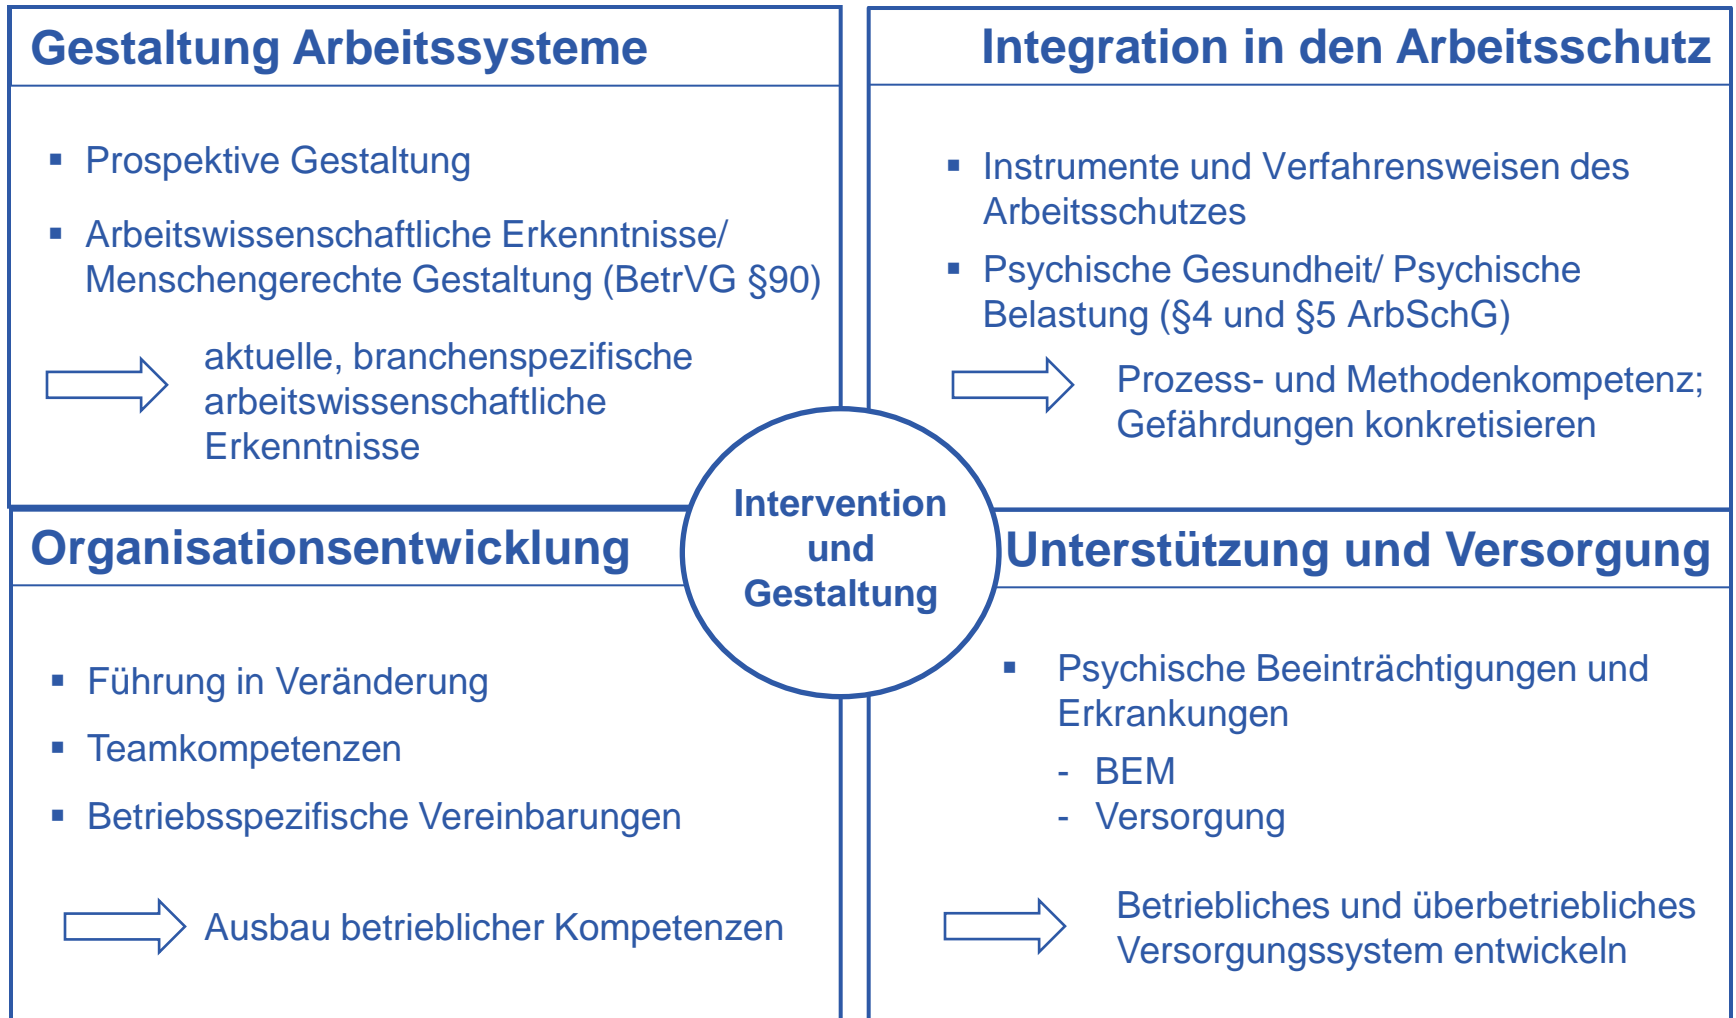 Gestaltung Arbeitssysteme
▪ Prospektive Gestaltung
▪ Arbeitswissenschaftliche Erkenntnisse/
Menschengerechte Gestaltung (BetrVG §90)
aktuelle, branchenspezifische
arbeitswissenschaftliche
Erkenntnisse
Integration in den Arbeitsschutz
▪ Instrumente und Verfahrensweisen des
Arbeitsschutzes
▪ Psychische Gesundheit/ Psychische
Belastung (§4 und §5 ArbSchG)
Prozess- und Methodenkompetenz;
Gefährdungen konkretisieren
Intervention
und
Gestaltung
Organisationsentwicklung
▪ Führung in Veränderung
▪ Teamkompetenzen
▪ Betriebsspezifische Vereinbarungen
Ausbau betrieblicher Kompetenzen
Unterstützung und Versorgung
▪ Psychische Beeinträchtigungen und
Erkrankungen
- BEM
- Versorgung
Betriebliches und überbetriebliches
Versorgungssystem entwickeln